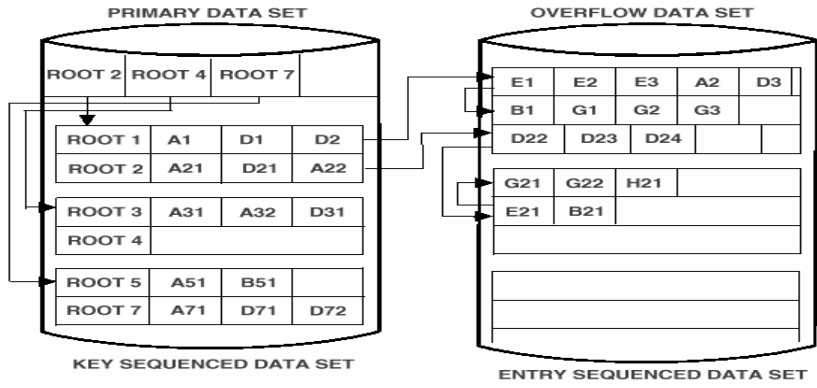 PRIMARY DATA SET
OVERFLOW DATA SET
ROOT 2 ROOT 4 ROOT 7
ROOT 1 A1 D1 D2
ROOT 2 A21 D21 A22
ROOT 3 A31 A32 D31
ROOT 4
ROOT 5 A51 B51
ROOT 7 A71 D71 D72
E1 E2 E3 A2 D3
B1 G1 G2 G3
D22 D23 D24
G21 G22 H21
E21 B21
KEY SEQUENCED DATA SET
ENTRY SEQUENCED DATA SET